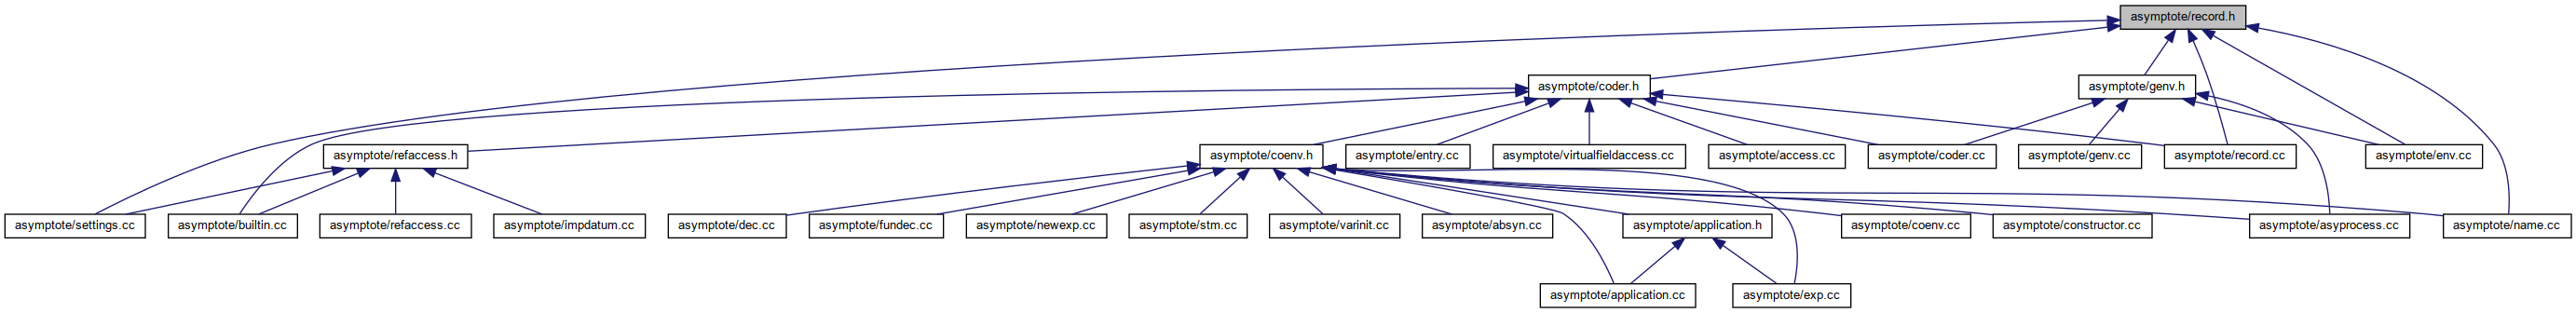 asymptote/record.h
asymptote/coder.h
asymptote/genv.h
asymptote/refaccess.h
asymptote/coenv.h
asymptote/entry.cc
asymptote/virtualfieldaccess.cc
asymptote/access.cc
asymptote/coder.cc
asymptote/genv.cc
asymptote/record.cc
asymptote/env.cc
asymptote/settings.cc
asymptote/builtin.cc
asymptote/refaccess.cc
asymptote/impdatum.cc
asymptote/dec.cc
asymptote/fundec.cc
asymptote/newexp.cc
asymptote/stm.cc
asymptote/varinit.cc
asymptote/absyn.cc
asymptote/application.h
asymptote/coenv.cc
asymptote/constructor.cc
asymptote/asyprocess.cc
asymptote/name.cc
asymptote/application.cc
asymptote/exp.cc